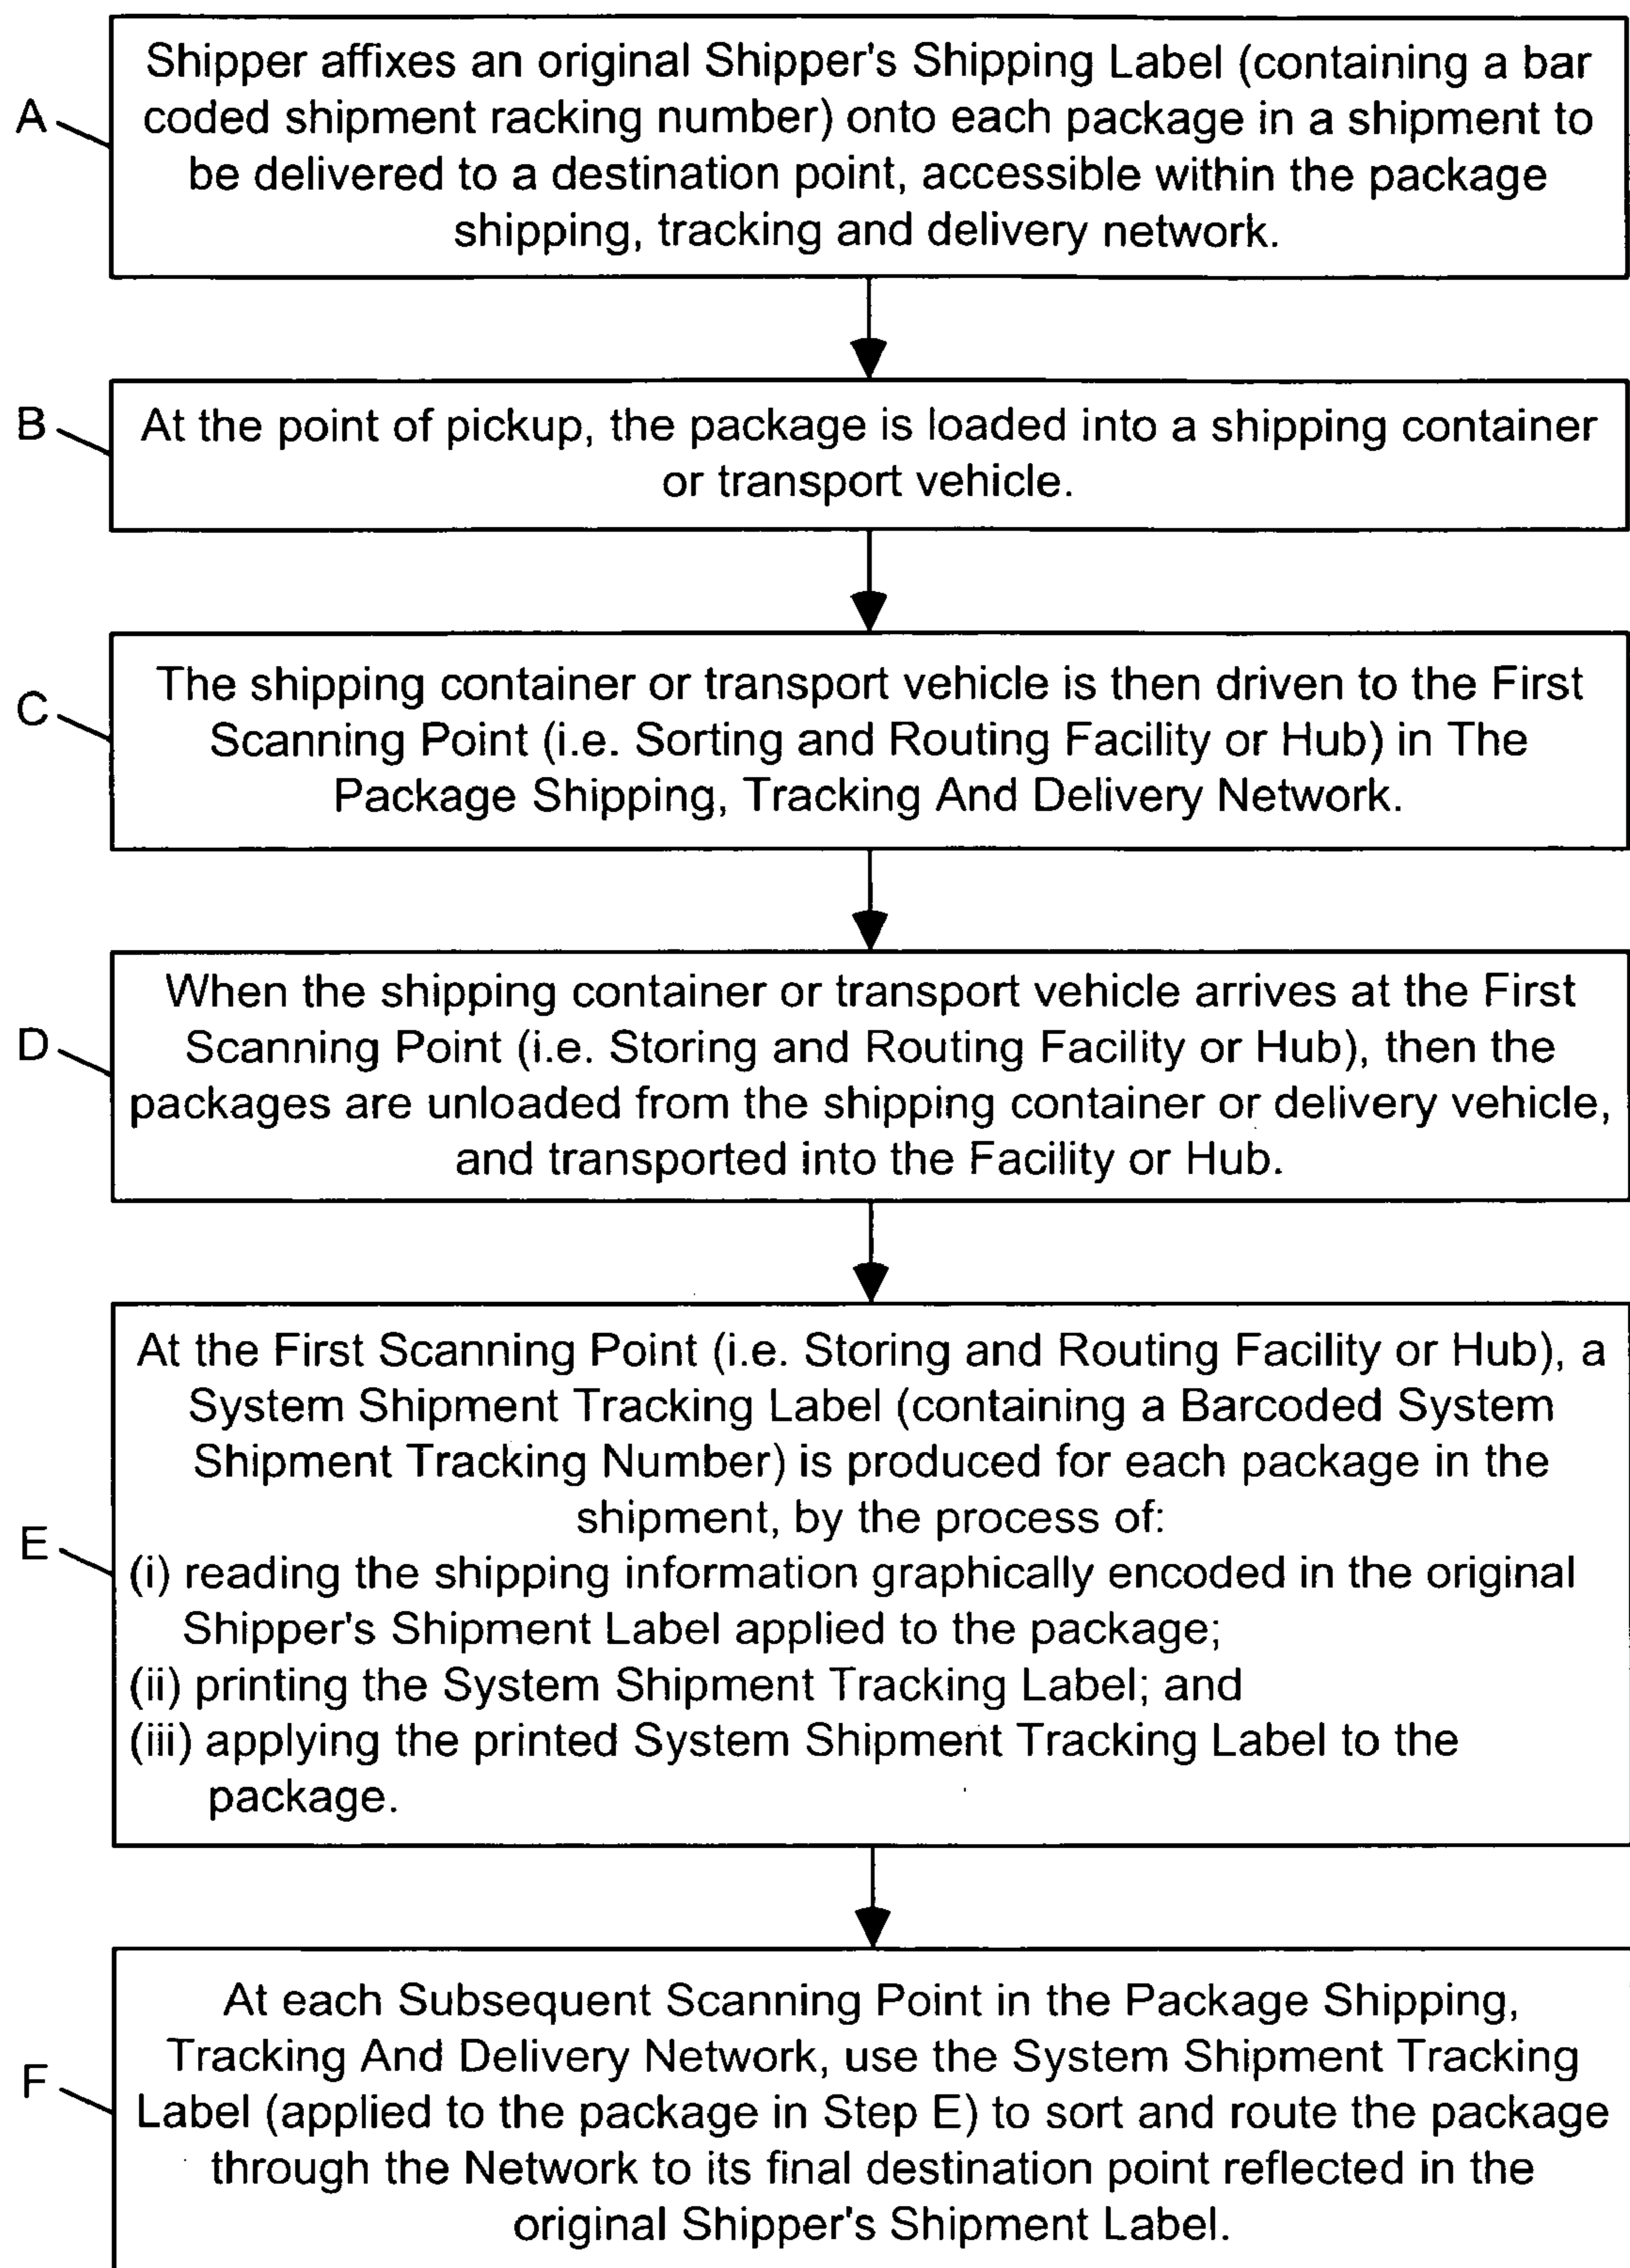 Shipper affixes an original Shipper's Shipping Label (containing a bar
A
coded shipment racking number) onto each package in a shipment to
be delivered to a destination point, accessible within the package
shipping, tracking and delivery network.
B
At the point of pickup, the package is loaded into a shipping container
or transport vehicle.
The shipping container or transport vehicle is then driven to the First
C
Scanning Point (i.e. Sorting and Routing Facility or Hub) in The
Package Shipping, Tracking And Delivery Network.
When the shipping container or transport vehicle arrives at the First
D
Scanning Point (i.e. Storing and Routing Facility or Hub), then the
packages are unloaded from the shipping container or delivery vehicle,
and transported into the Facility or Hub.
At the First Scanning Point (i.e. Storing and Routing Facility or Hub), a
System Shipment Tracking Label (containing a Barcoded System
Shipment Tracking Number) is produced for each package in the
shipment, by the process of:
E
(i) reading the shipping information graphically encoded in the original
Shipper's Shipment Label applied to the package;
(ii) printing the System Shipment Tracking Label; and
(iii) applying the printed System Shipment Tracking Label to the
package.
At each Subsequent Scanning Point in the Package Shipping,
Tracking And Delivery Network, use the System Shipment Tracking
F
Label (applied to the package in Step E) to sort and route the package
through the Network to its final destination point reflected in the
original Shipper's Shipment Label.